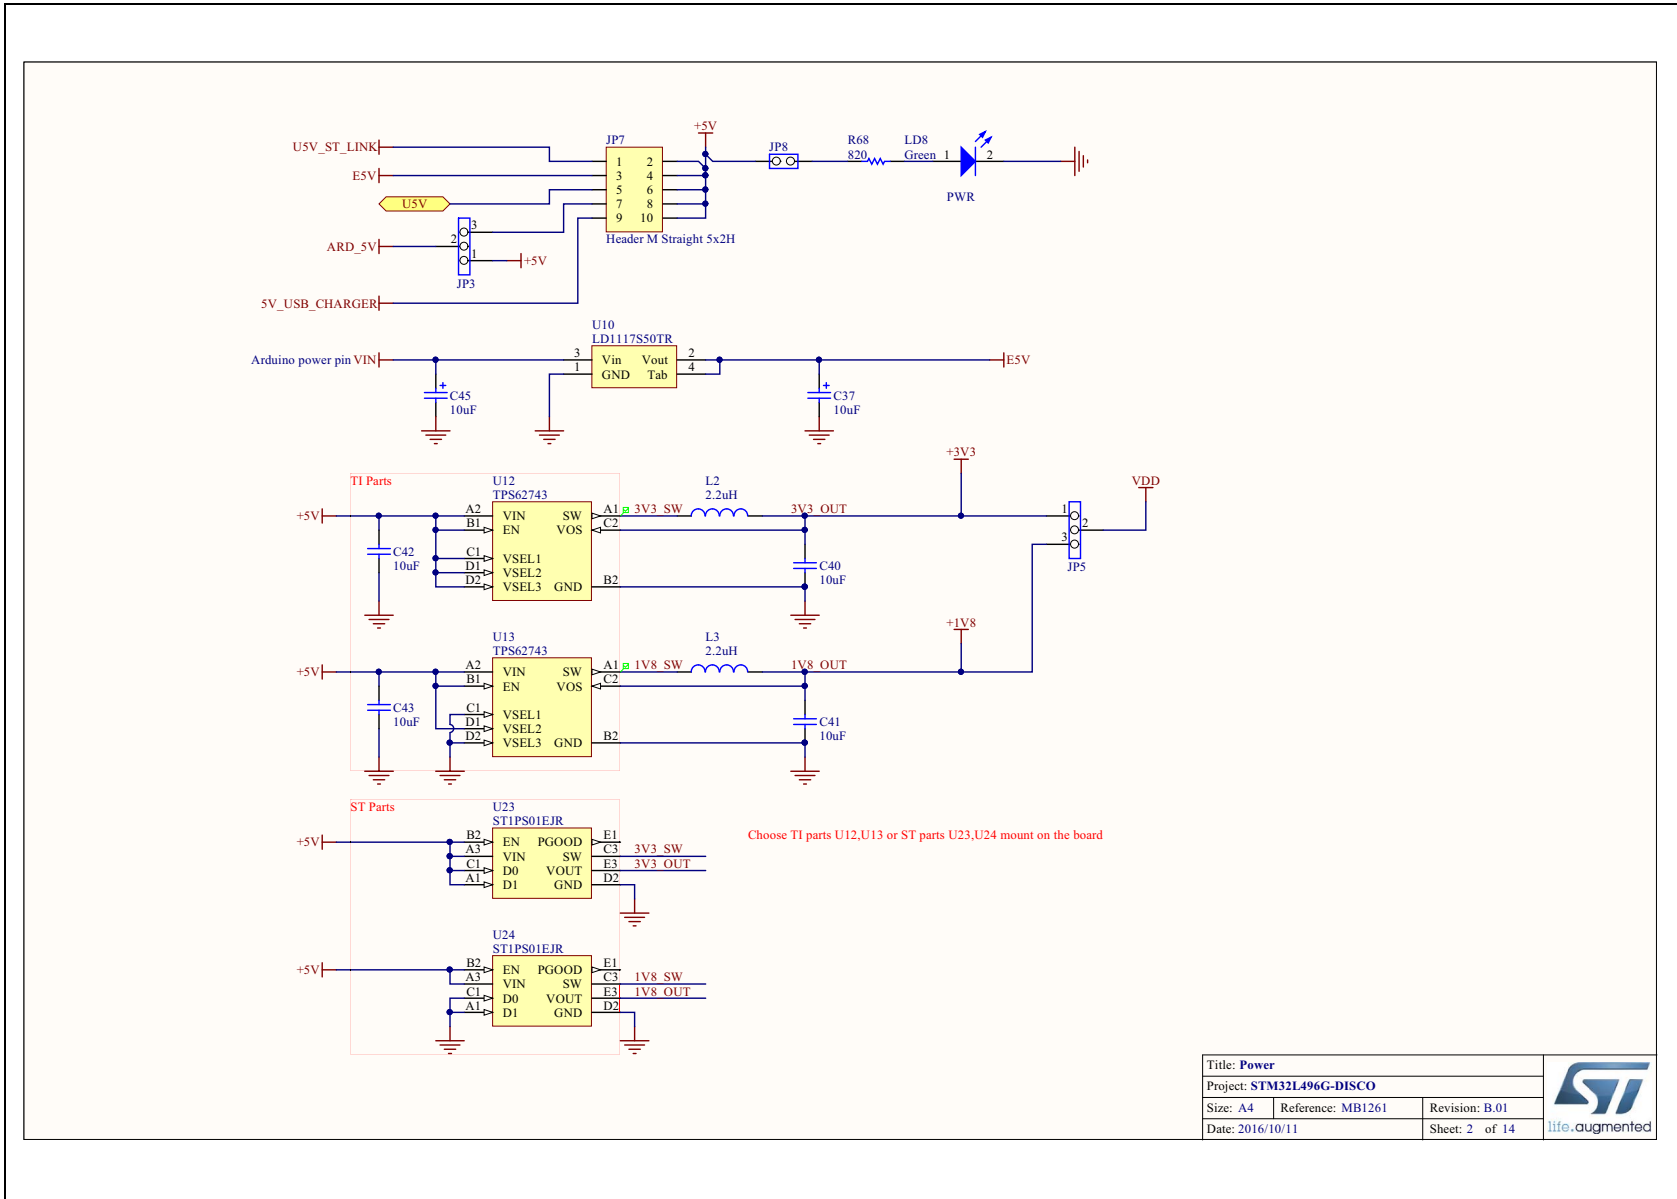 U5V_ST_LINK
E5V
U5V
ARD_5V
3
2
1
+5V
JP3
5V_USB_CHARGER
JP7
1 2
3 4
5 6
7 8
9 10
Header M Straight 5x2H
+5V
JP8
R68
820
LD8
Green 1 2
PWR
U10
LD1117S50TR
Arduino power pin VIN
3 Vin Vout 2
1 GND Tab 4
E5V
+ C45
10uF
+ C37
10uF
TI Parts
U12
TPS62743
+5V
A2 VIN SW A1 3V3_SW
B1 EN VOS C2
C1 VSEL1
D1 VSEL2
D2 VSEL3 GND B2
C42
10uF
L2
2.2uH
3V3_OUT
C40
10uF
+3V3
VDD
1
2
3
JP5
U13
TPS62743
+5V
A2 VIN SW A1 1V8_SW
B1 EN VOS C2
C1 VSEL1
D1 VSEL2
D2 VSEL3 GND B2
C43
10uF
L3
2.2uH
1V8_OUT
C41
10uF
+1V8
ST Parts
U23
ST1PS01EJR
+5V
B2 EN PGOOD E1
A3 VIN SW C3 3V3_SW
C1 D0 VOUT E3 3V3_OUT
A1 D1 GND D2
Choose TI parts U12,U13 or ST parts U23,U24 mount on the board
U24
ST1PS01EJR
+5V
B2 EN PGOOD E1
A3 VIN SW C3 1V8_SW
C1 D0 VOUT E3 1V8_OUT
A1 D1 GND D2
Title: Power
Project: STM32L496G-DISCO
Size: A4 Reference: MB1261 Revision: B.01
Date: 2016/10/11 Sheet: 2 of 14
ST
life.augmented